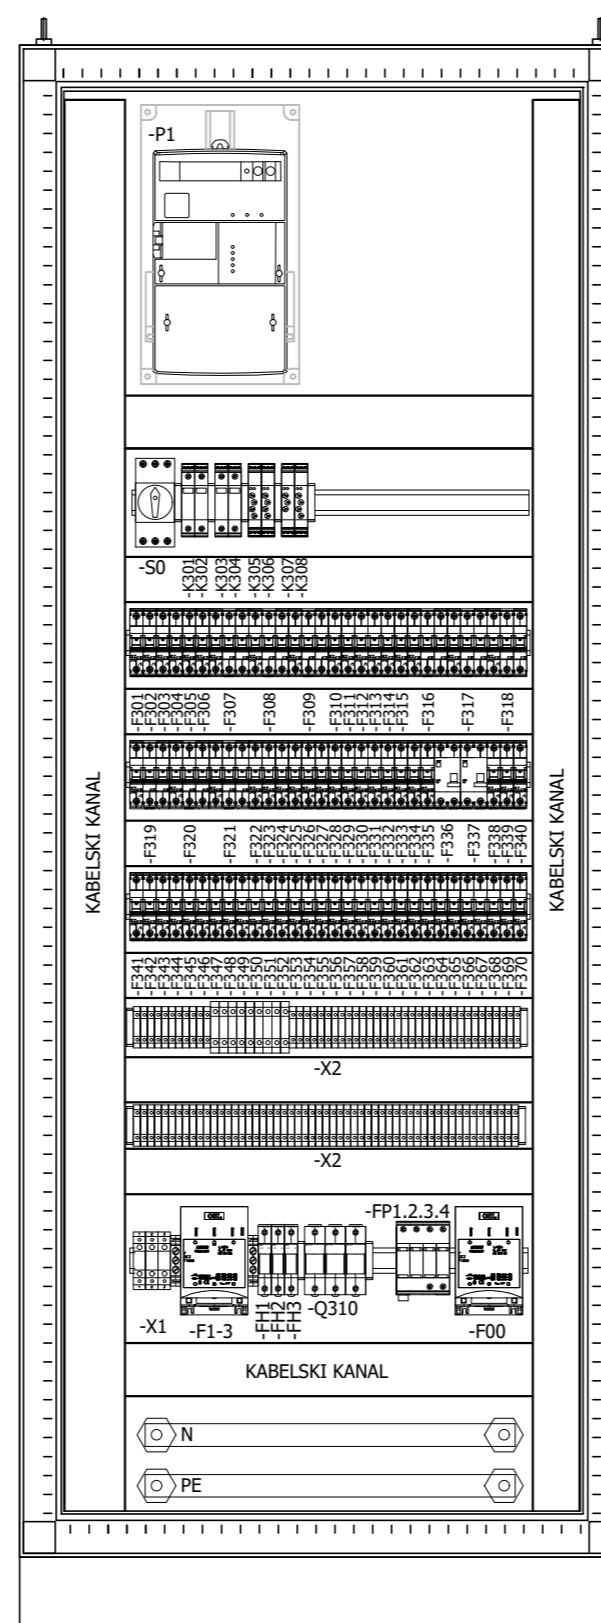 -P1
-S0
-K301 -K302 -K303 -K304 -K305 -K306 -K307 -K308
-F301 -F302 -F303 -F304 -F305 -F306 -F307 -F308 -F309 -F310 -F311 -F312 -F313 -F314 -F315 -F316 -F317 -F318
KABELSKI KANAL
KABELSKI KANAL
-F319 -F320 -F321 -F322 -F323 -F324 -F325 -F326 -F327 -F328 -F329 -F330 -F331 -F332 -F333 -F334 -F335 -F336 -F337 -F338 -F339 -F340
-F341 -F342 -F343 -F344 -F345 -F346 -F347 -F348 -F349 -F350 -F351 -F352 -F353 -F354 -F355 -F356 -F357 -F358 -F359 -F360 -F361 -F362 -F363 -F364 -F365 -F366 -F367 -F368 -F369 -F370
-X2
-X2
-FP1.2.3.4
-X1 -F1-3 -FH1 -FH2 -FH3 -Q310 -F00
KABELSKI KANAL
N
PE